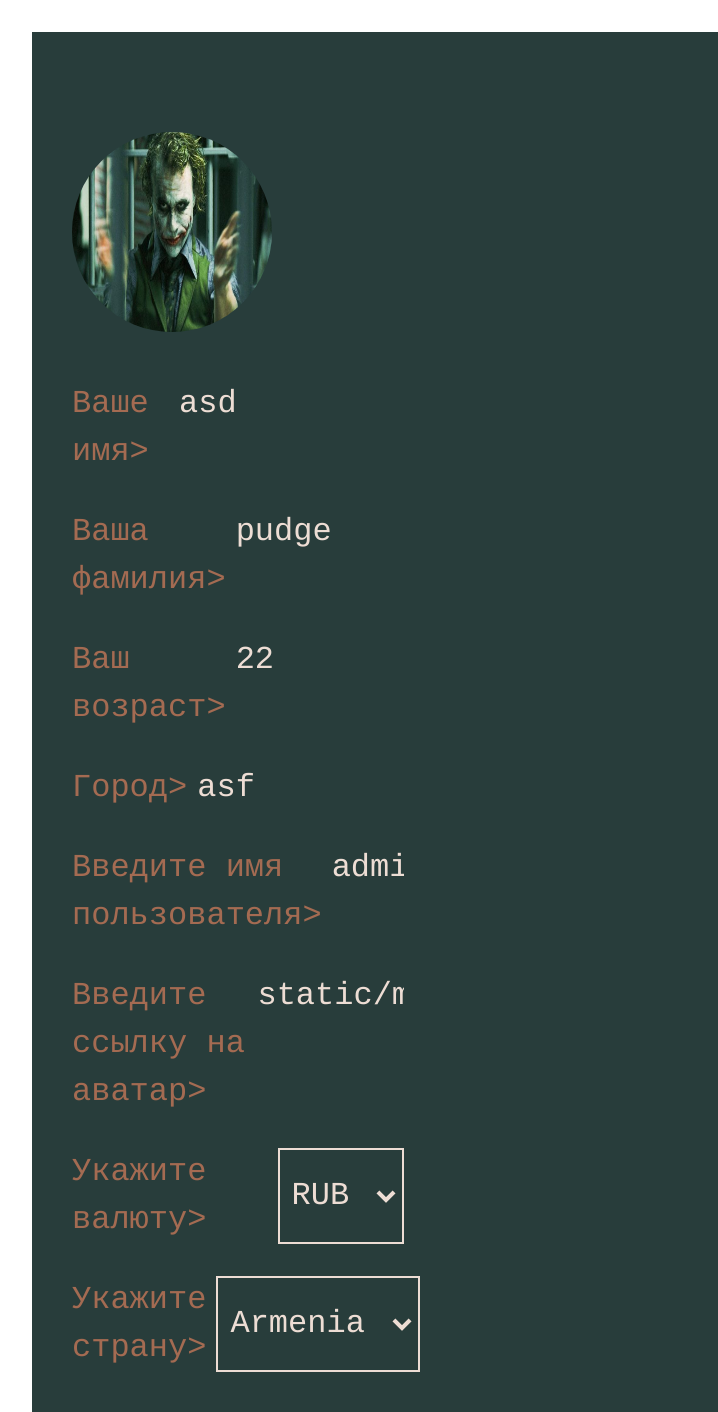 Ваше asd
имя>
Ваша pudge
фамилия>
Ваш 22
возраст>
Город> asf
Введите имя admi
пользователя>
Введите static/m
ссылку на
аватар>
Укажите
RUB
валюту>
Укажите
Armenia
страну>